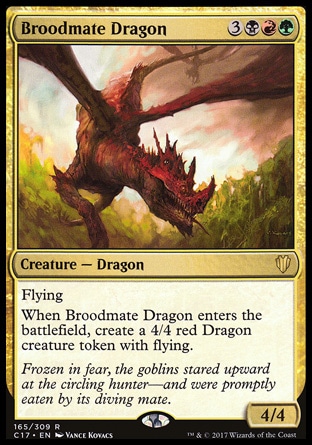 Broodmate Dragon 3
Creature — Dragon
Flying
When Broodmate Dragon enters the
battlefield, create a 4/4 red Dragon
creature token with flying.
Frozen in fear, the goblins stared upward
at the circling hunter—and were promptly
eaten by its diving mate.
4/4
165/309 R
C17 • EN Vance Kovacs
™ & © 2017 Wizards of the Coast